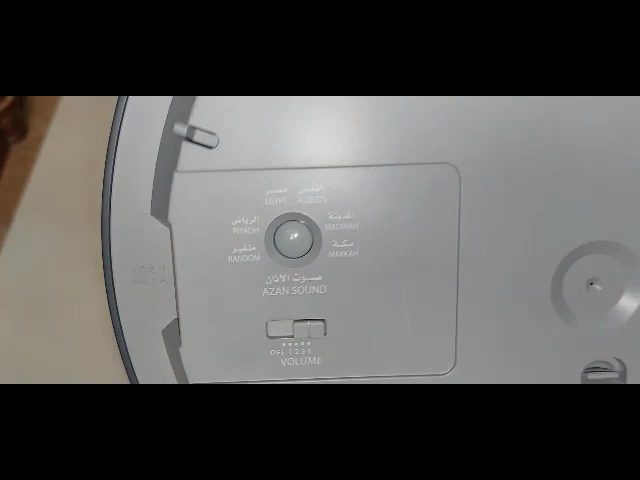 مصر القدس
EGYPT ALQUDS
الرياض
RIYADH
المدينة
MADINAH
متغير
RANDOM
مكة
MAKKAH
صوت الاذان
AZAN SOUND
OFF 1 2 3 4
VOLUME